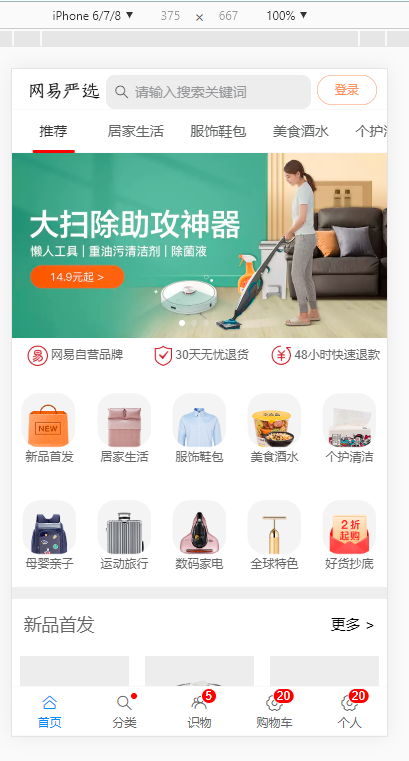 iPhone 6/7/8 ▼ 375 × 667 100% ▼
网易严选 请输入搜索关键词 登录
推荐 居家生活 服饰鞋包 美食酒水 个护清
大扫除助攻神器
懒人工具 | 重油污清洁剂 | 除菌液
14.9元起 >
网易自营品牌 30天无忧退货 48小时快速退款
NEW 2折
起购
新品首发 居家生活 服饰鞋包 美食酒水 个护清洁
母婴亲子 运动旅行 数码家电 全球特色 好货抄底
新品首发 更多 >
5 20 20
首页 分类 识物 购物车 个人